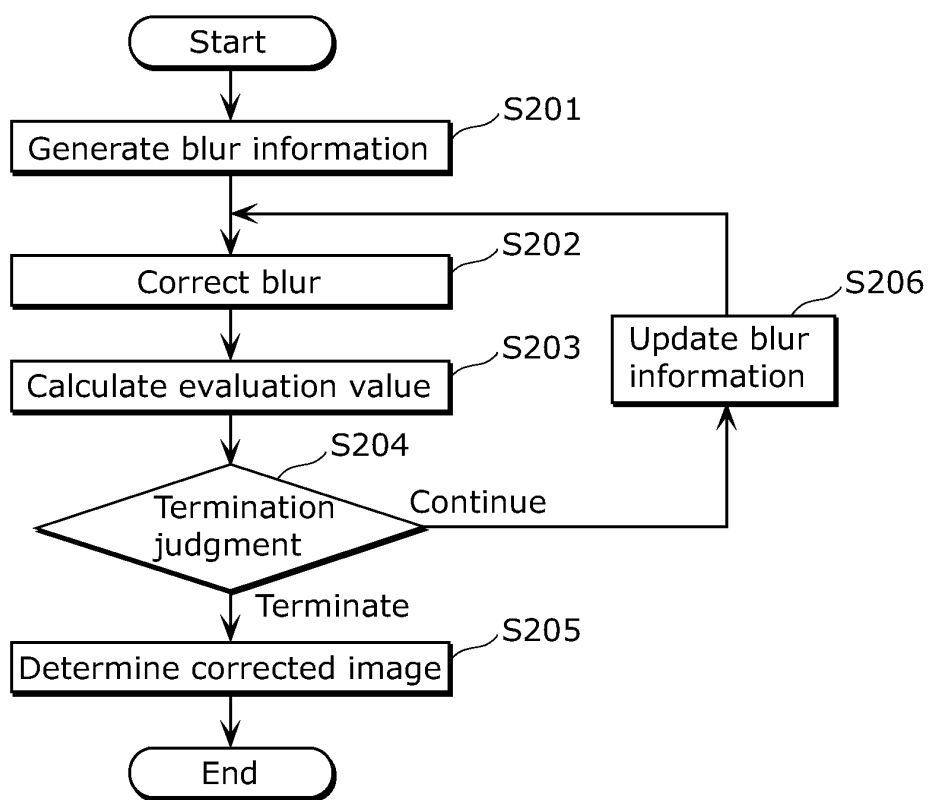 Start
S201
Generate blur information
S202
Correct blur
S206
Update blur
information
S203
Calculate evaluation value
S204
Termination
judgment
Continue
Terminate
S205
Determine corrected image
End